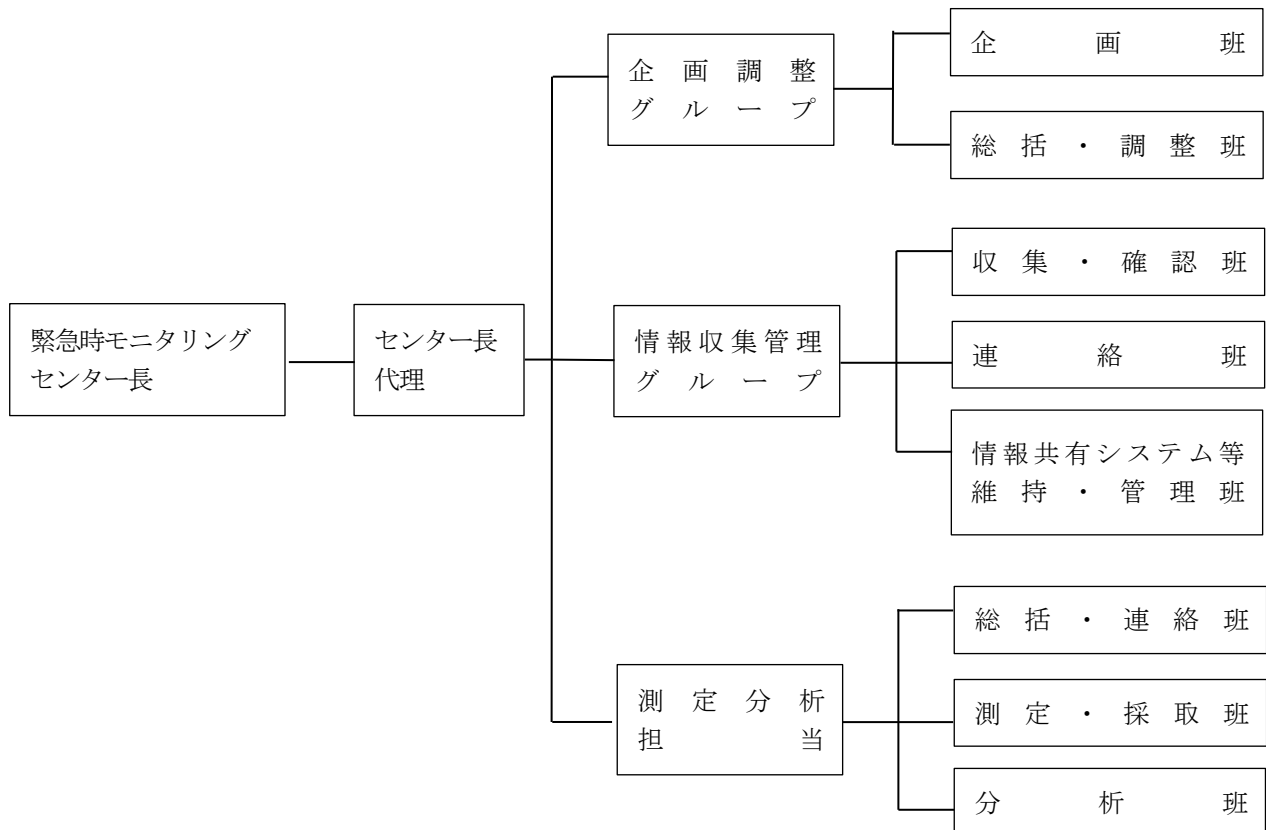 緊急時モニタリング
センター長
センター長
代理
企画調整
グループ
企画班
総括・調整班
情報収集管理
グループ
収集・確認班
連絡班
情報共有システム等
維持・管理班
測定分析
担当
総括・連絡班
測定・採取班
分析班